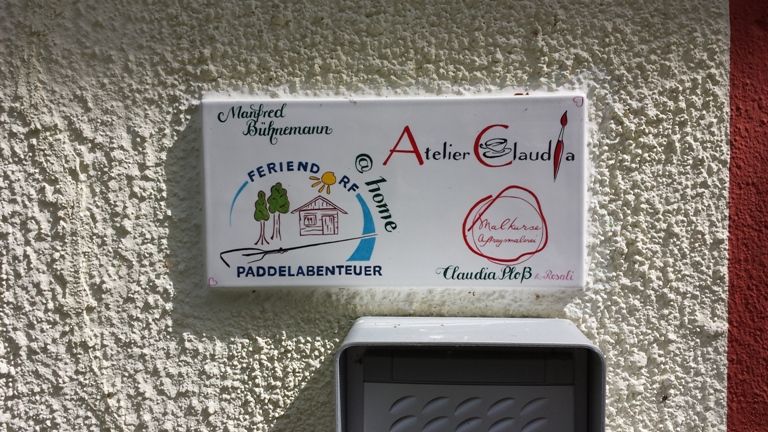 Manfred
Bühnemann
FERIENDORF
@ home
PADDELABENTEUER
Atelier Claudia
Malkurse
Claudia Ploß & Rosali